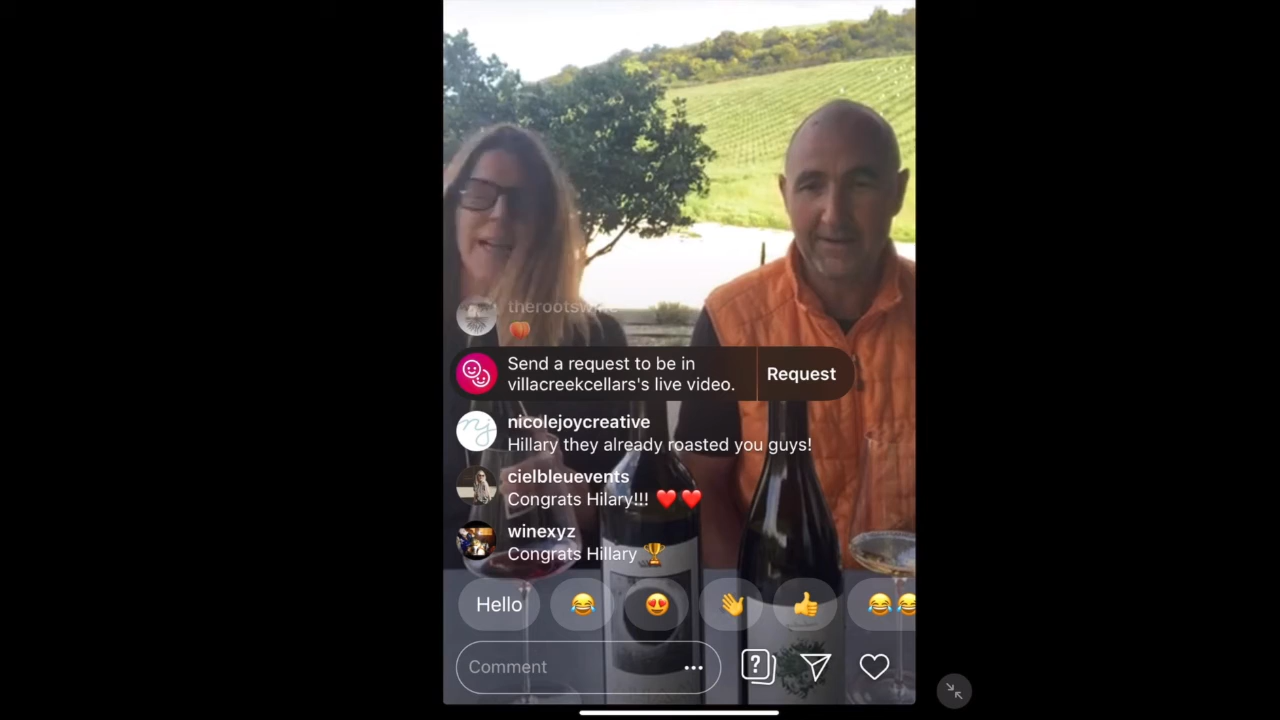 therootswine
Send a request to be in
villacreekcellars's live video.
Request
nicolejoycreative
Hillary they already roasted you guys!
cielbleuevents
Congrats Hilary!!! ❤️❤️
winexyz
Congrats Hillary 🏆
Hello
Comment